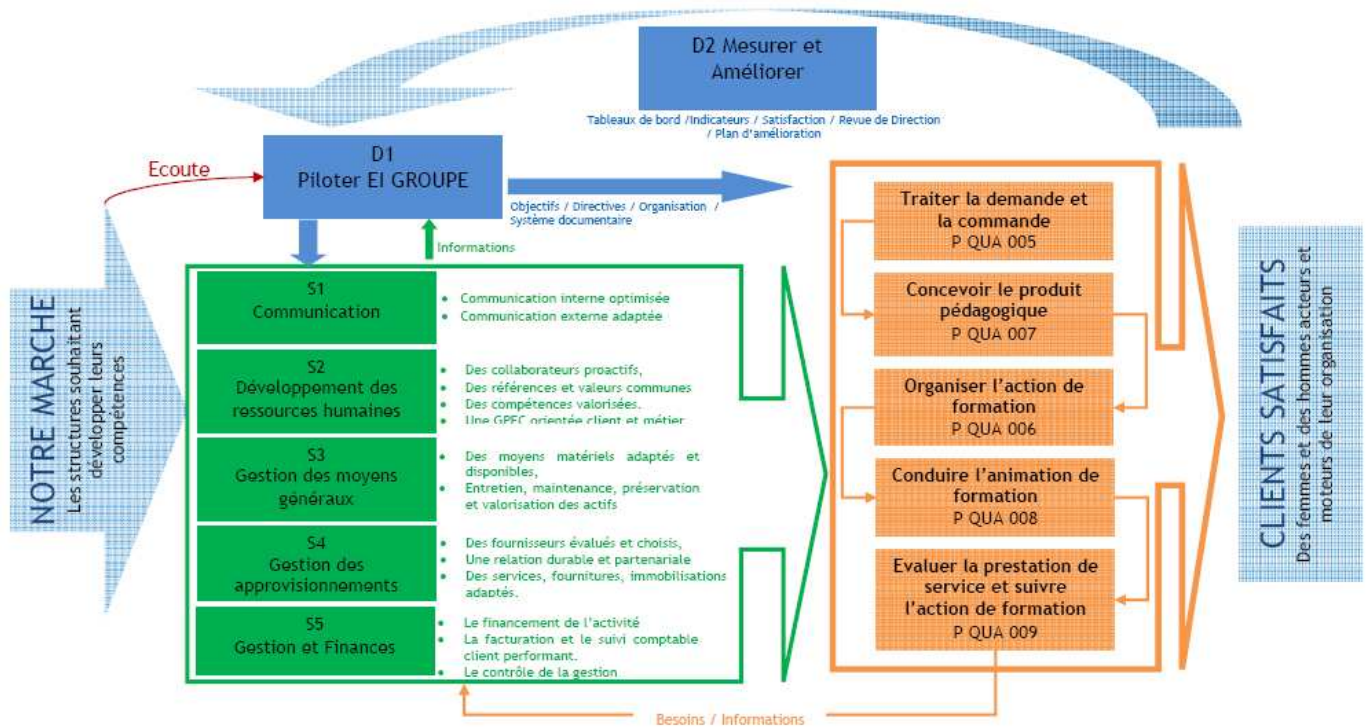 D2 Mesurer et
Améliorer
Tableaux de bord /Indicateurs / Satisfaction / Revue de Direction
/ Plan d'amélioration
Ecoute
D1
Piloter EI GROUPE
Objectifs / Directives / Organisation /
Système documentaire
Informations
NOTRE MARCHE
Les structures souhaitant
développer leurs
compétences
S1
Communication
• Communication interne optimisée
• Communication externe adaptée
S2
Développement des
ressources humaines
• Des collaborateurs proactifs,
• Des références et valeurs communes
• Des compétences valorisées.
• Une GPEC orientée client et métier
S3
Gestion des moyens
généraux
• Des moyens matériels adaptés et
disponibles,
• Entretien, maintenance, préservation
et valorisation des actifs
S4
Gestion des
approvisionnements
• Des fournisseurs évalués et choisis,
• Une relation durable et partenariale
• Des services, fournitures, immobilisations
adaptés.
S5
Gestion et Finances
• Le financement de l'activité
• La facturation et le suivi comptable
client performant.
• Le contrôle de la gestion
Traiter la demande et
la commande
P QUA 005
Concevoir le produit
pédagogique
P QUA 007
Organiser l'action de
formation
P QUA 006
Conduire l'animation de
formation
P QUA 008
Evaluer la prestation de
service et suivre
l'action de formation
P QUA 009
CLIENTS SATISFAITS
Des femmes et des hommes acteurs et
moteurs de leur organisation
Besoins / Informations